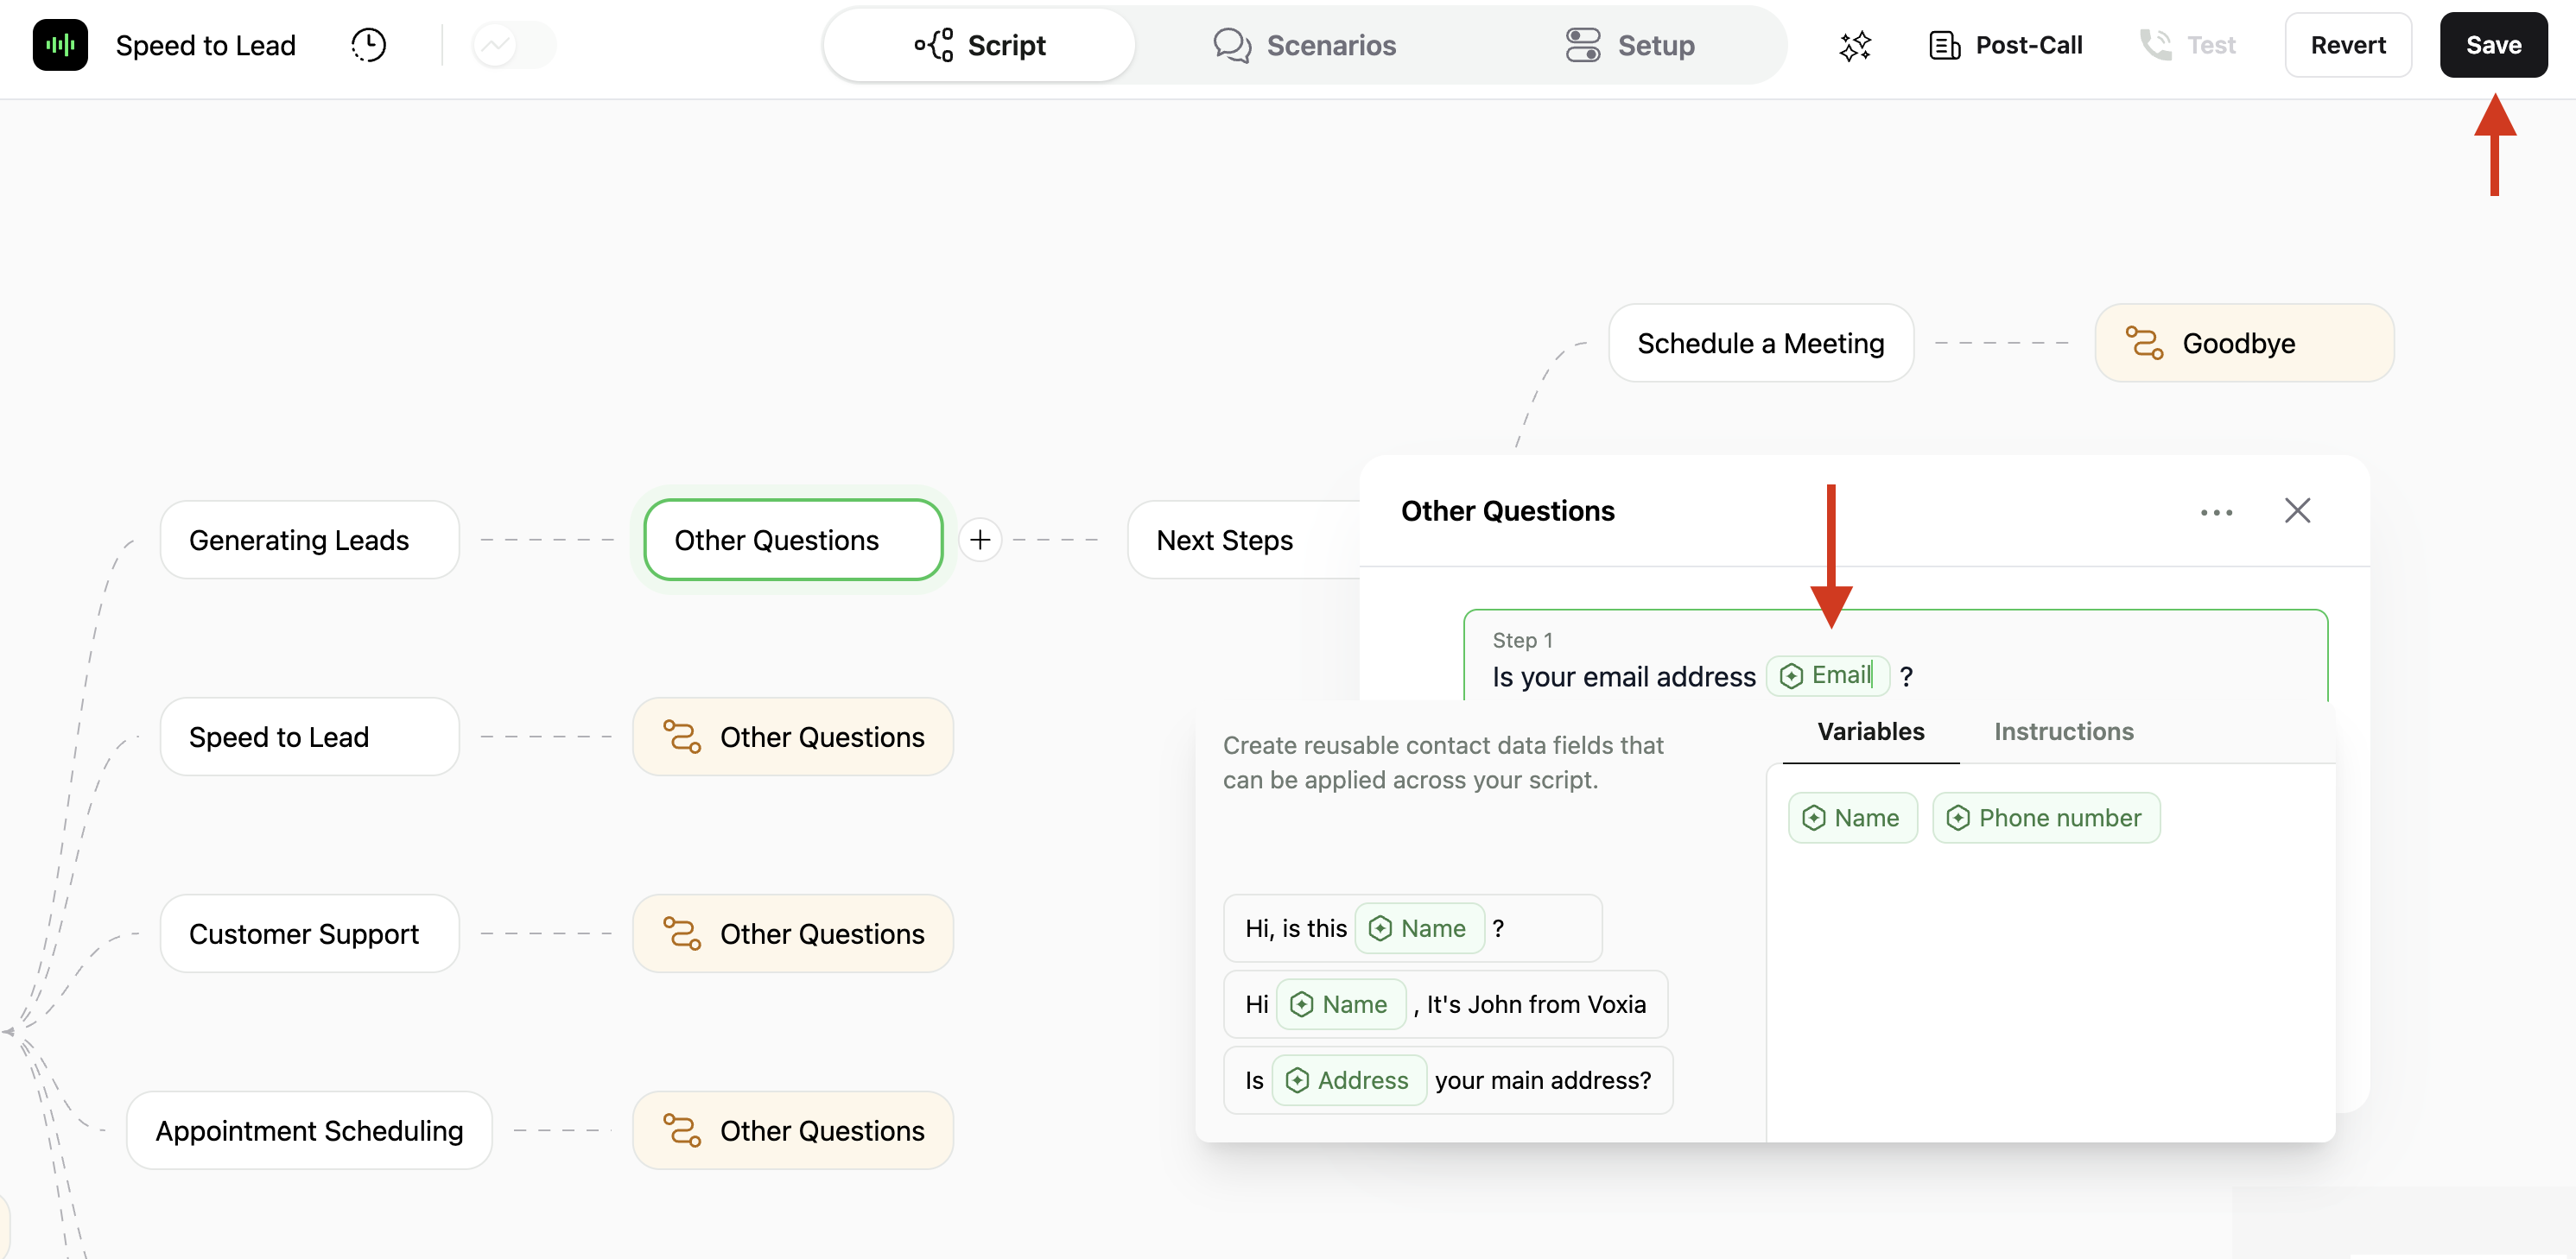 Speed to Lead
Script
Scenarios
Setup
Post-Call
Test
Revert
Save
Schedule a Meeting
Goodbye
Generating Leads
Other Questions
Next Steps
Other Questions
Step 1
Is your email address Email ?
Speed to Lead
Other Questions
Create reusable contact data fields that
can be applied across your script.
Variables
Instructions
Name
Phone number
Hi, is this Name ?
Hi Name , It's John from Voxia
Is Address your main address?
Customer Support
Other Questions
Appointment Scheduling
Other Questions